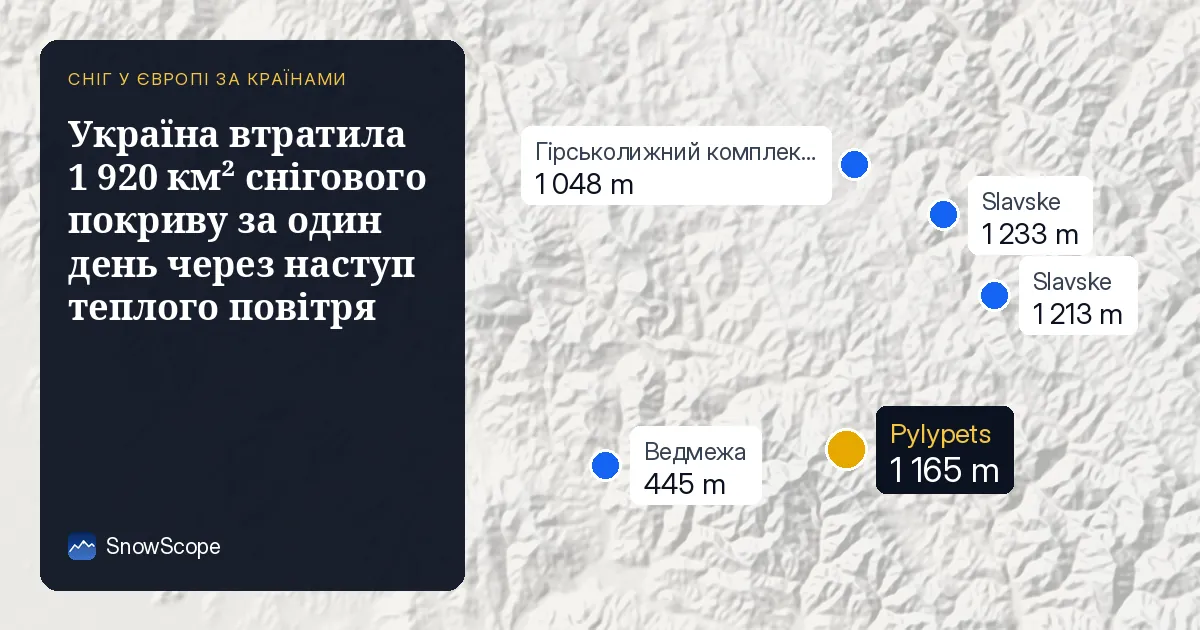 СНІГ У ЄВРОПІ ЗА КРАЇНАМИ
Україна втратила
1 920 км² снігового
покриву за один
день через наступ
теплого повітря
SnowScope
Гірськолижний комплек…
1 048 m
Slavske
1 233 m
Slavske
1 213 m
Ведмежа
445 m
Pylypets
1 165 m